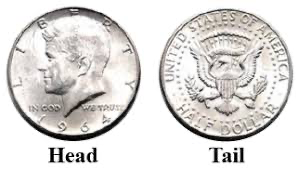 LIBERTY
IN GOD WE TRUST
1964
UNITED STATES OF AMERICA
HALF DOLLAR
Head
Tail